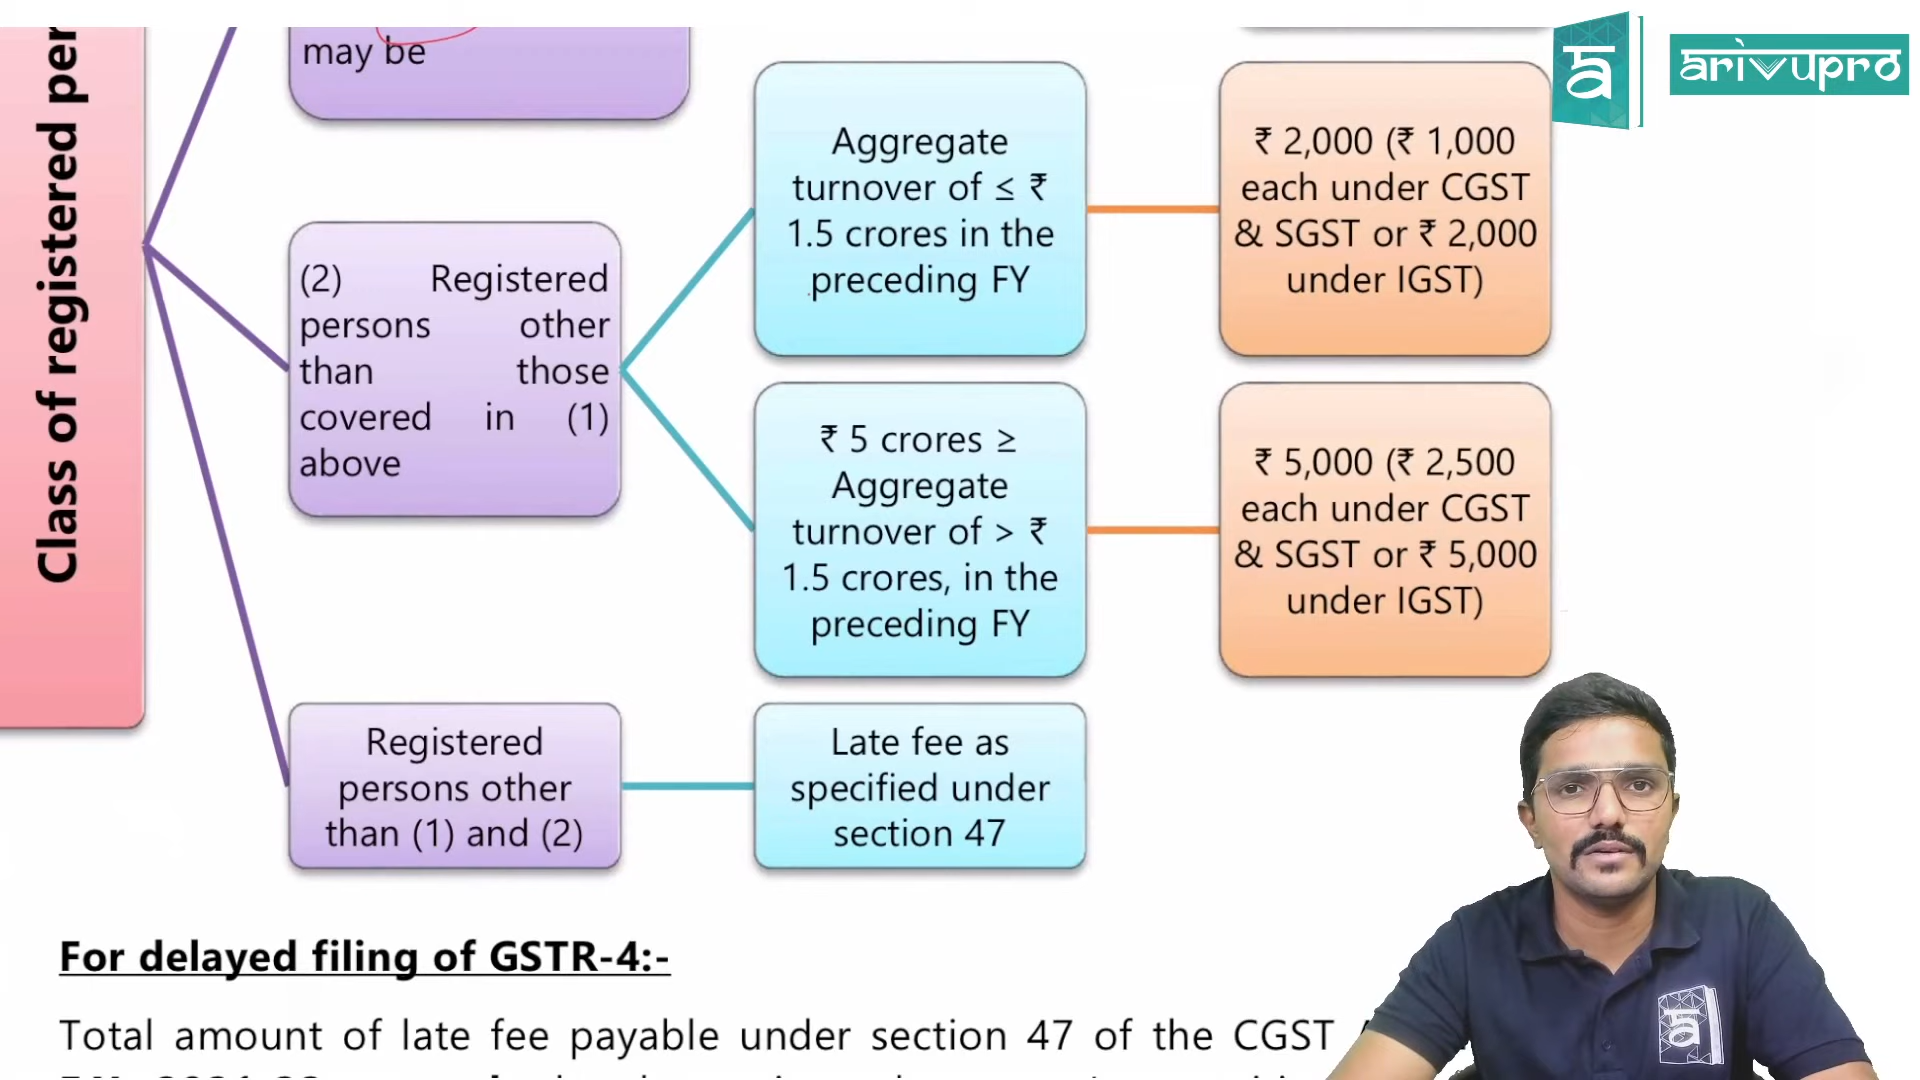 may be
Class of registered per
Aggregate
turnover of ≤ ₹
1.5 crores in the
preceding FY
₹ 2,000 (₹ 1,000
each under CGST
& SGST or ₹ 2,000
under IGST)
(2) Registered
persons other
than those
covered in (1)
above
₹ 5 crores ≥
Aggregate
turnover of > ₹
1.5 crores, in the
preceding FY
₹ 5,000 (₹ 2,500
each under CGST
& SGST or ₹ 5,000
under IGST)
Registered
persons other
than (1) and (2)
Late fee as
specified under
section 47
For delayed filing of GSTR-4:-
Total amount of late fee payable under section 47 of the CGST
arivupro